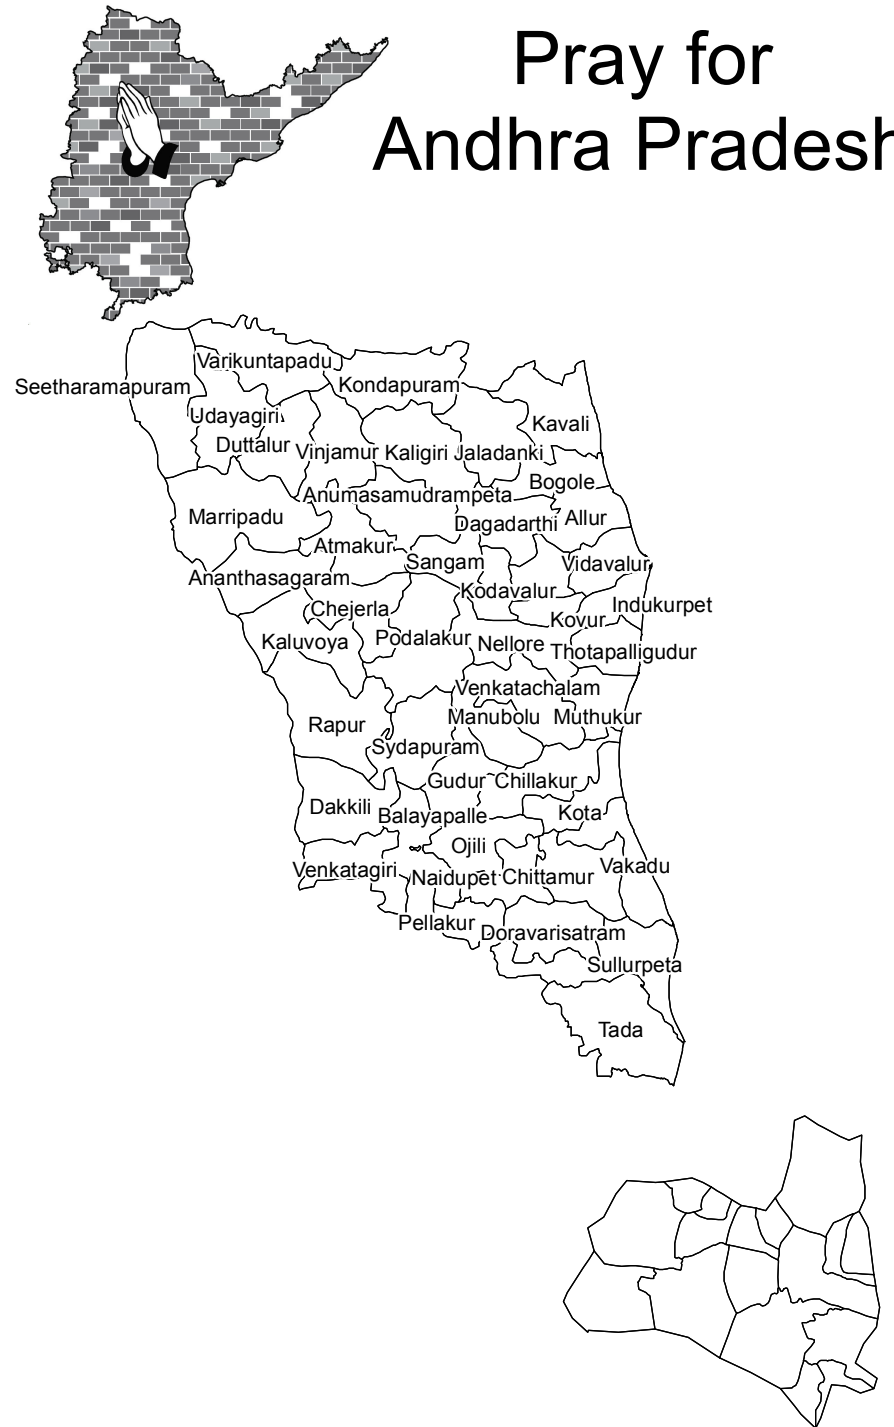 Pray for
Andhra Pradesh
Varikuntapadu
Seetharamapuram
Kondapuram
Udayagiri
Kavali
Duttalur
Vinjamur
Kaligiri
Jaladanki
Bogole
Anumasamudrampeta
Marripadu
Dagadarthi
Allur
Atmakur
Sangam
Vidavalur
Ananthasagaram
Kodavalur
Chejerla
Indukurpet
Kovur
Kaluvoya
Podalakur
Nellore
Thotapalligudur
Venkatachalam
Rapur
Manubolu
Muthukur
Sydapuram
Gudur
Chillakur
Dakkili
Balayapalle
Kota
Ojili
Venkatagiri
Naidupet
Chittamur
Vakadu
Pellakur
Doravarisatram
Sullurpeta
Tada